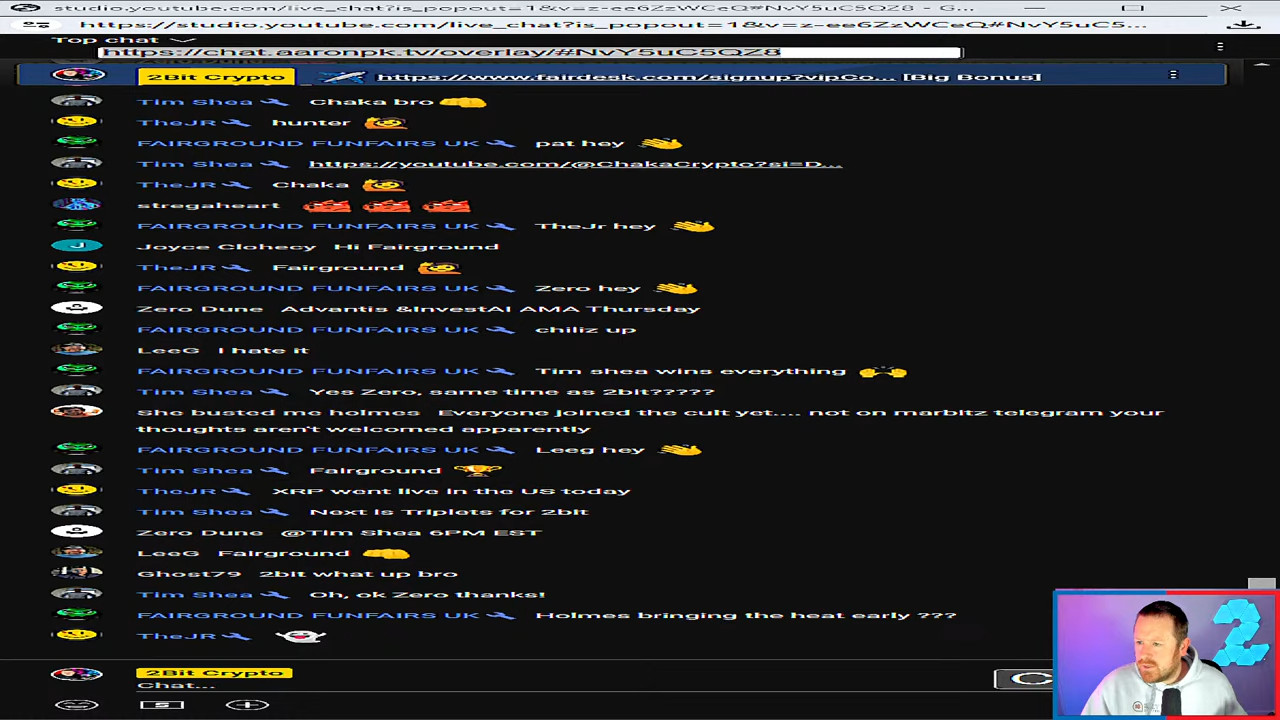 studio.youtube.com/live_chat?is_popout=1&v=z-ee6ZzWCeQ#NvY5uC5QZ8 - G...
https://studio.youtube.com/live_chat?is_popout=1&v=z-ee6ZzWCeQ#NvY5uC5...
Top chat
https://chat.aaronpk.tv/overlay/#NvY5uC5QZ8
2Bit Crypto https://www.fairdesk.com/signup?vipCo... [Big Bonus]
Tim Shea Chaka bro
TheJR hunter
FAIRGROUND FUNFAIRS UK pat hey
Tim Shea https://youtube.com/@ChakaCrypto?si=D...
TheJR Chaka
stregaheart
FAIRGROUND FUNFAIRS UK TheJr hey
J Joyce Clohecy Hi Fairground
TheJR Fairground
FAIRGROUND FUNFAIRS UK Zero hey
Zero Dune Advantis &InvestAI AMA Thursday
FAIRGROUND FUNFAIRS UK chiliz up
LeeG I hate it
FAIRGROUND FUNFAIRS UK Tim shea wins everything
Tim Shea Yes Zero, same time as 2bit?????
She busted me holmes Everyone joined the cult yet.... not on marbitz telegram your
thoughts aren't welcomed apparently
FAIRGROUND FUNFAIRS UK Leeg hey
Tim Shea Fairground
TheJR XRP went live in the US today
Tim Shea Next is Triplets for 2bit
Zero Dune @Tim Shea 6PM EST
LeeG Fairground
Ghost79 2bit what up bro
Tim Shea Oh, ok Zero thanks!
FAIRGROUND FUNFAIRS UK Holmes bringing the heat early ???
TheJR
2Bit Crypto
Chat...
C
2